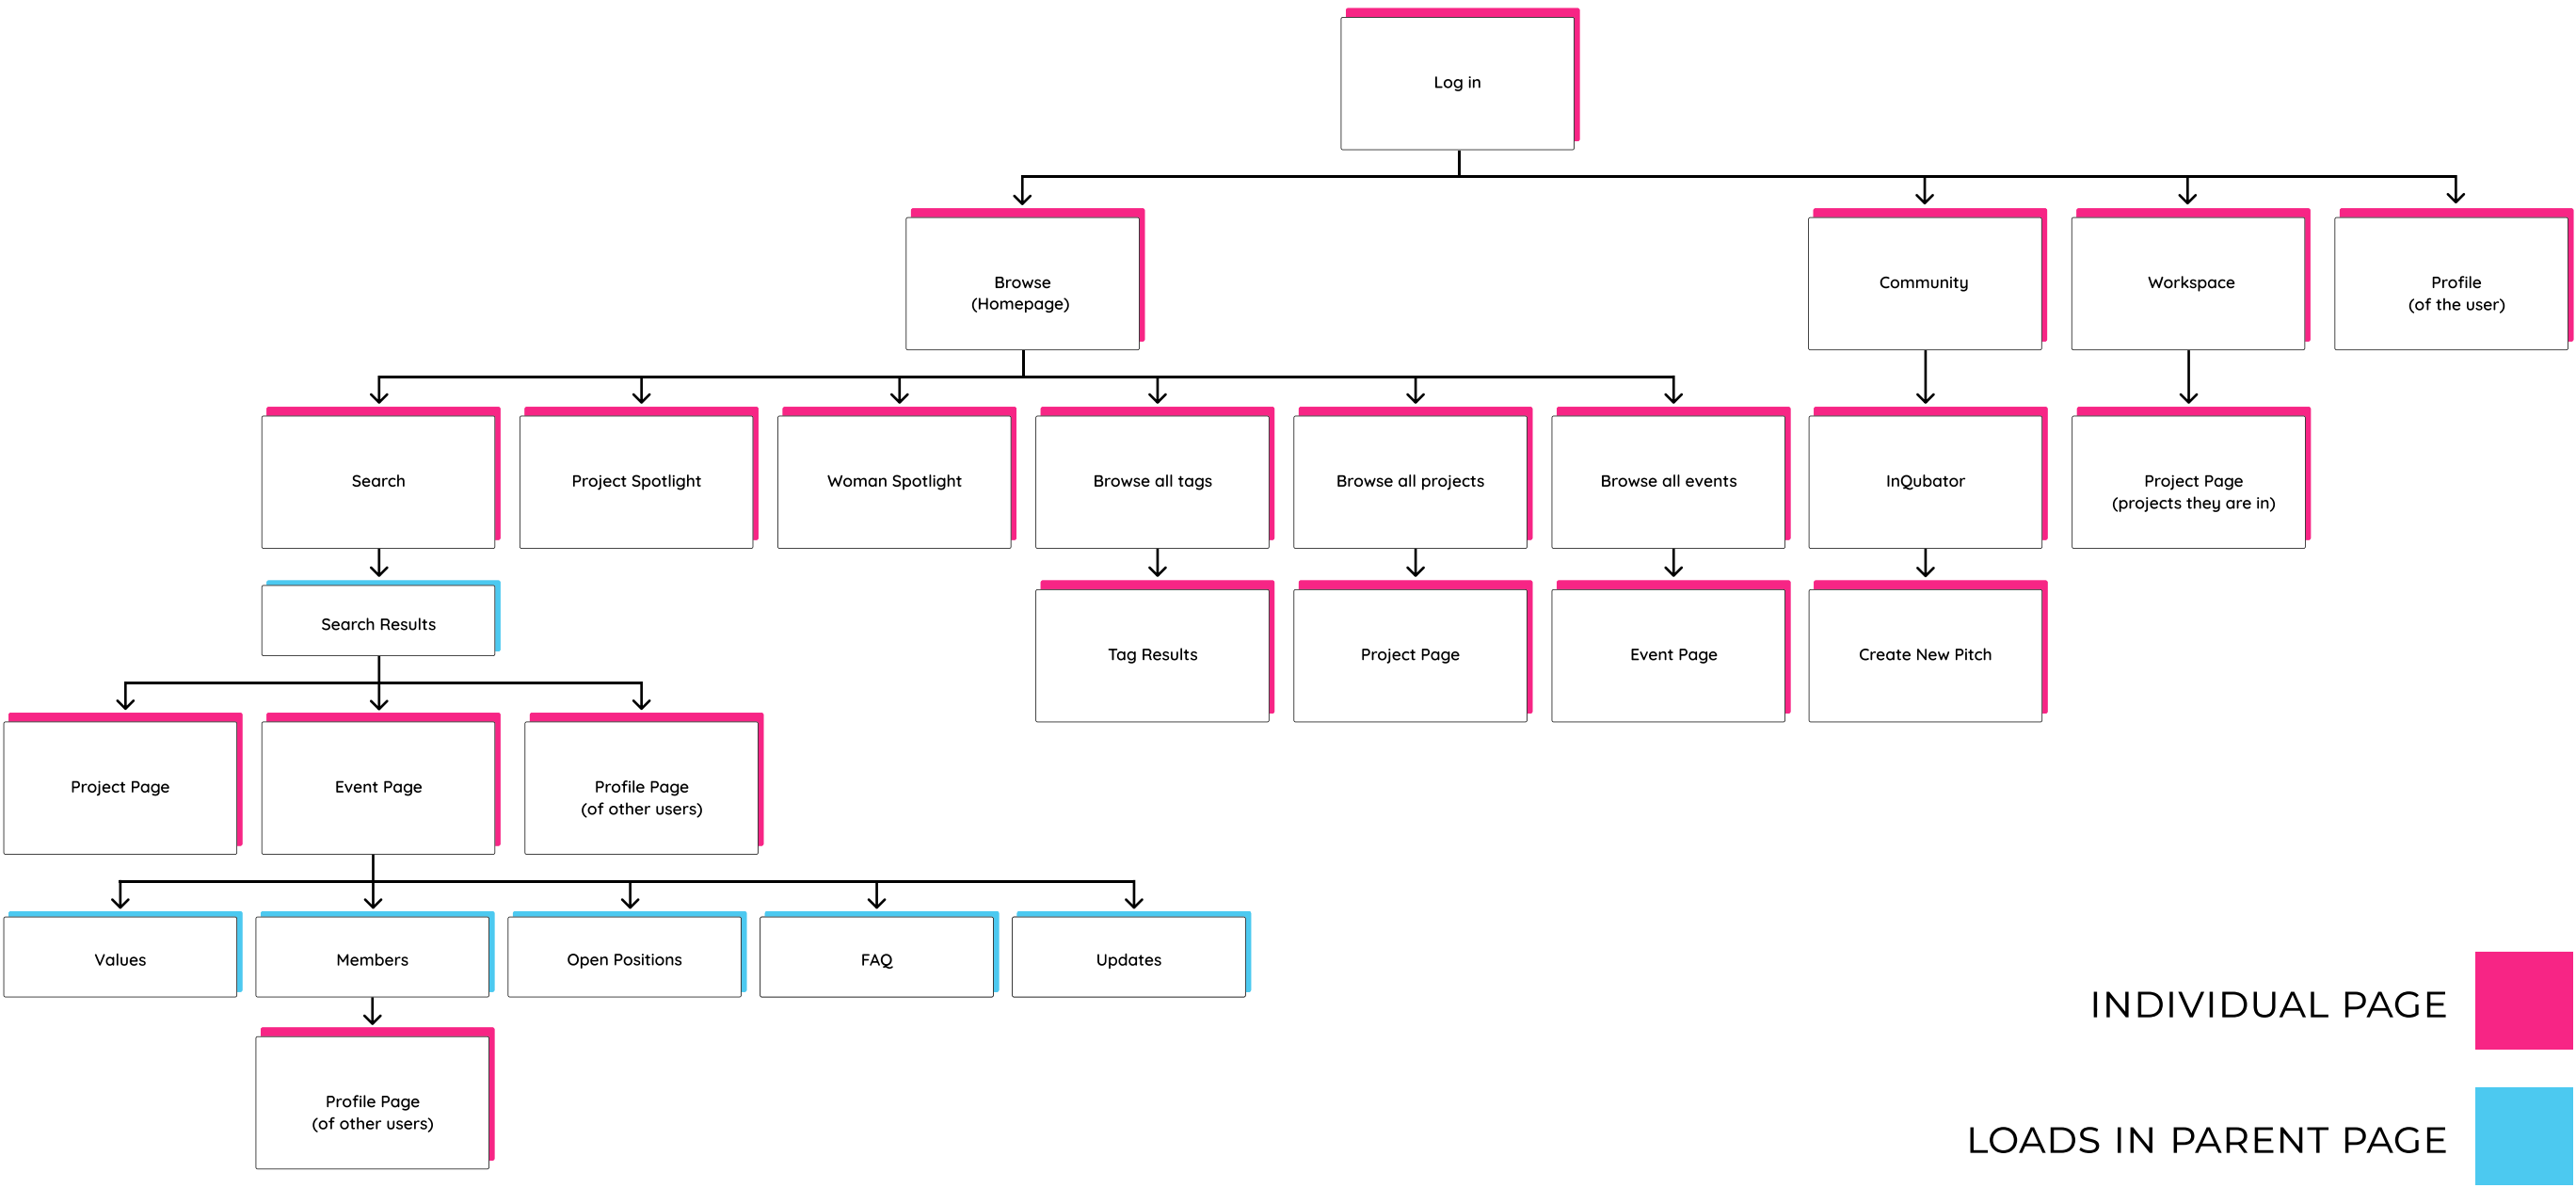 Log in
Browse
(Homepage)
Community
Workspace
Profile
(of the user)
Search
Project Spotlight
Woman Spotlight
Browse all tags
Browse all projects
Browse all events
InQubator
Project Page
(projects they are in)
Search Results
Tag Results
Project Page
Event Page
Create New Pitch
Project Page
Event Page
Profile Page
(of other users)
Values
Members
Open Positions
FAQ
Updates
Profile Page
(of other users)
INDIVIDUAL PAGE
LOADS IN PARENT PAGE